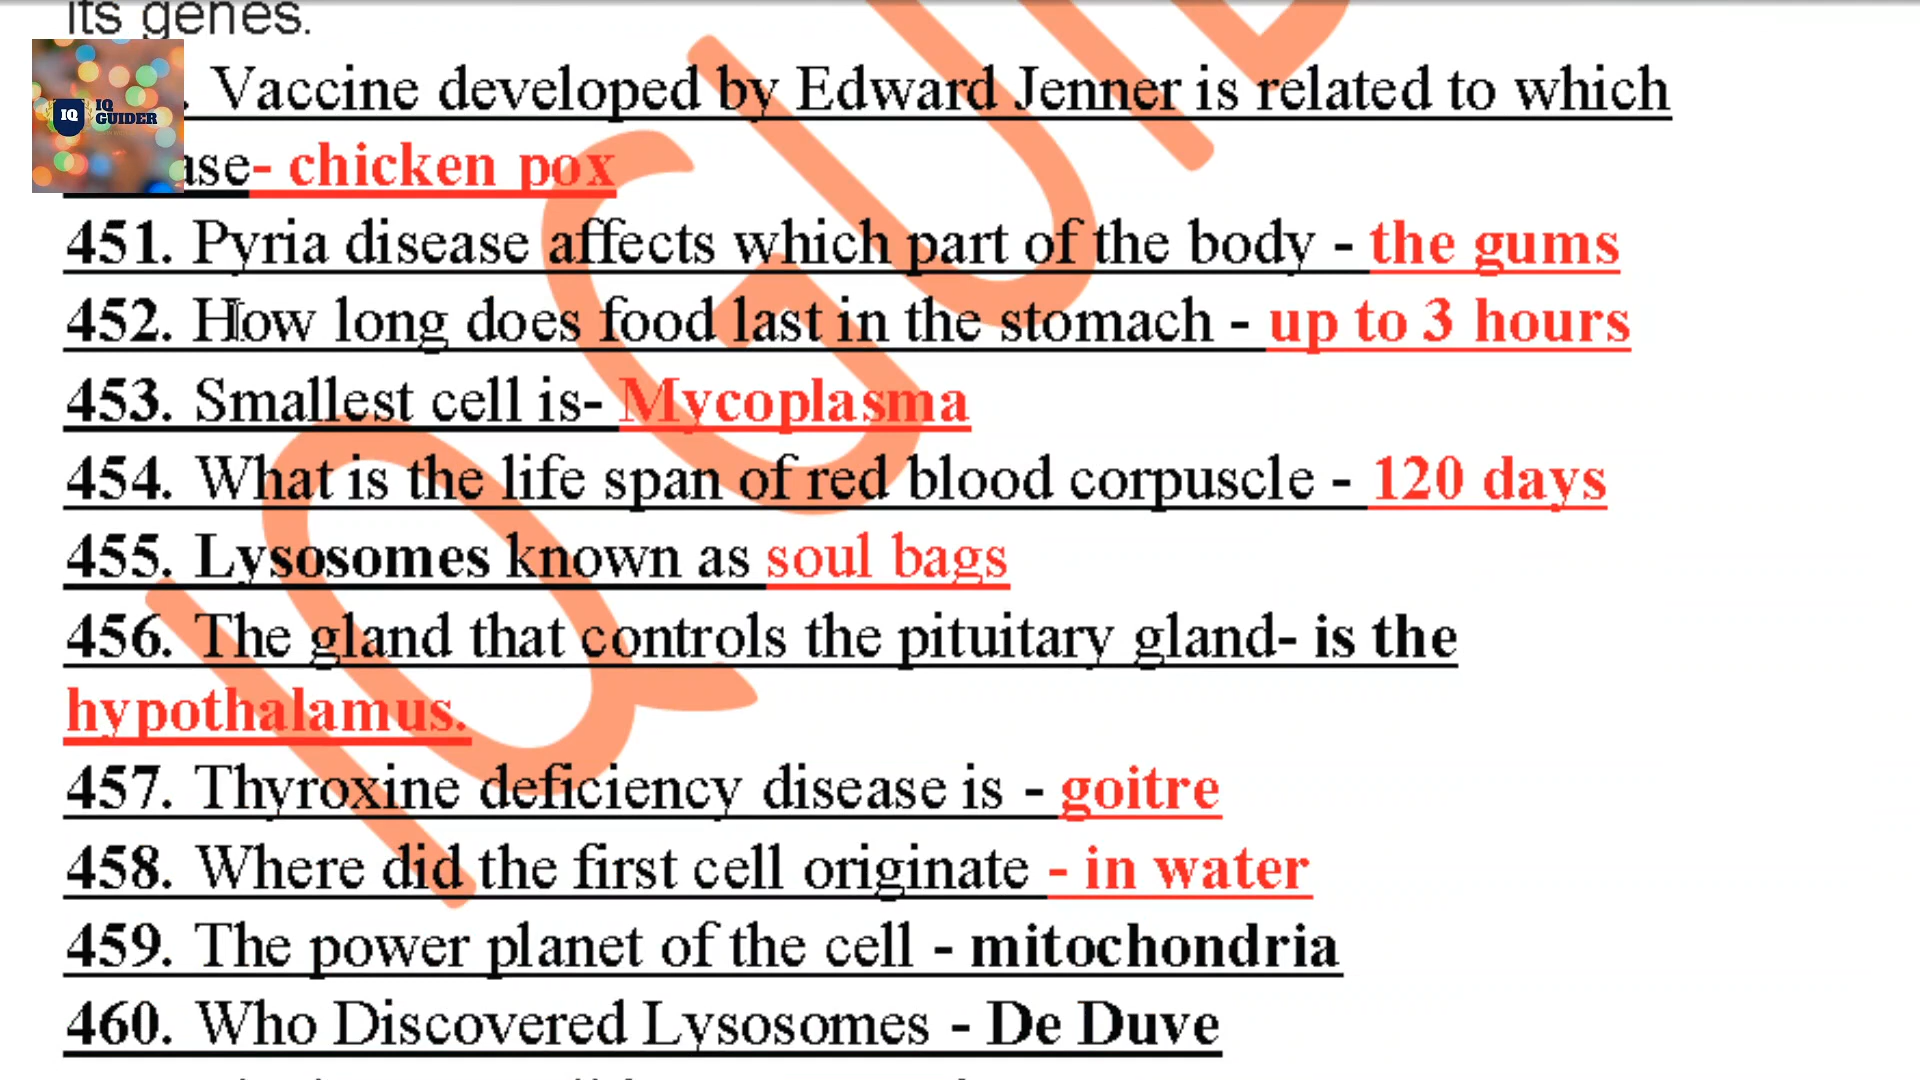 its genes.
. Vaccine developed by Edward Jenner is related to which
ase- chicken pox
451. Pyria disease affects which part of the body - the gums
452. How long does food last in the stomach - up to 3 hours
453. Smallest cell is- Mycoplasma
454. What is the life span of red blood corpuscle - 120 days
455. Lysosomes known as soul bags
456. The gland that controls the pituitary gland- is the
hypothalamus.
457. Thyroxine deficiency disease is - goitre
458. Where did the first cell originate - in water
459. The power planet of the cell - mitochondria
460. Who Discovered Lysosomes - De Duve
IQ
IQ
GUIDER
IQ GUID